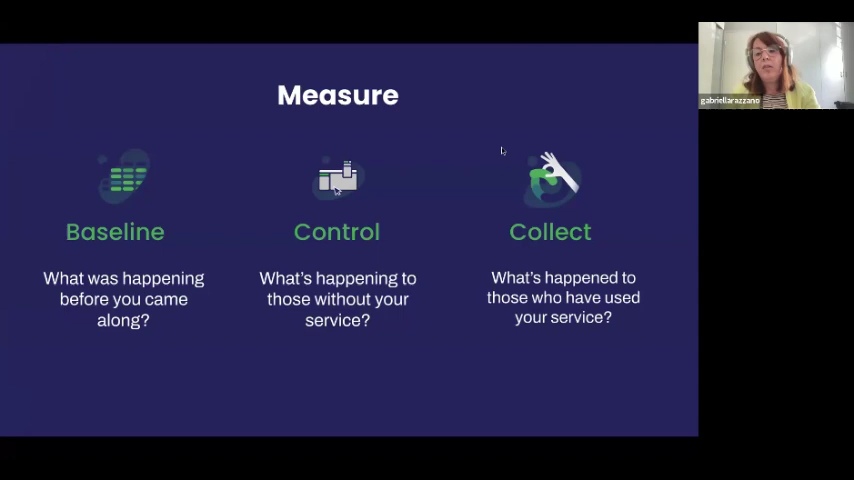 Measure
Baseline
What was happening
before you came
along?
Control
What's happening to
those without your
service?
Collect
What's happened to
those who have used
your service?
gabriellarazzano